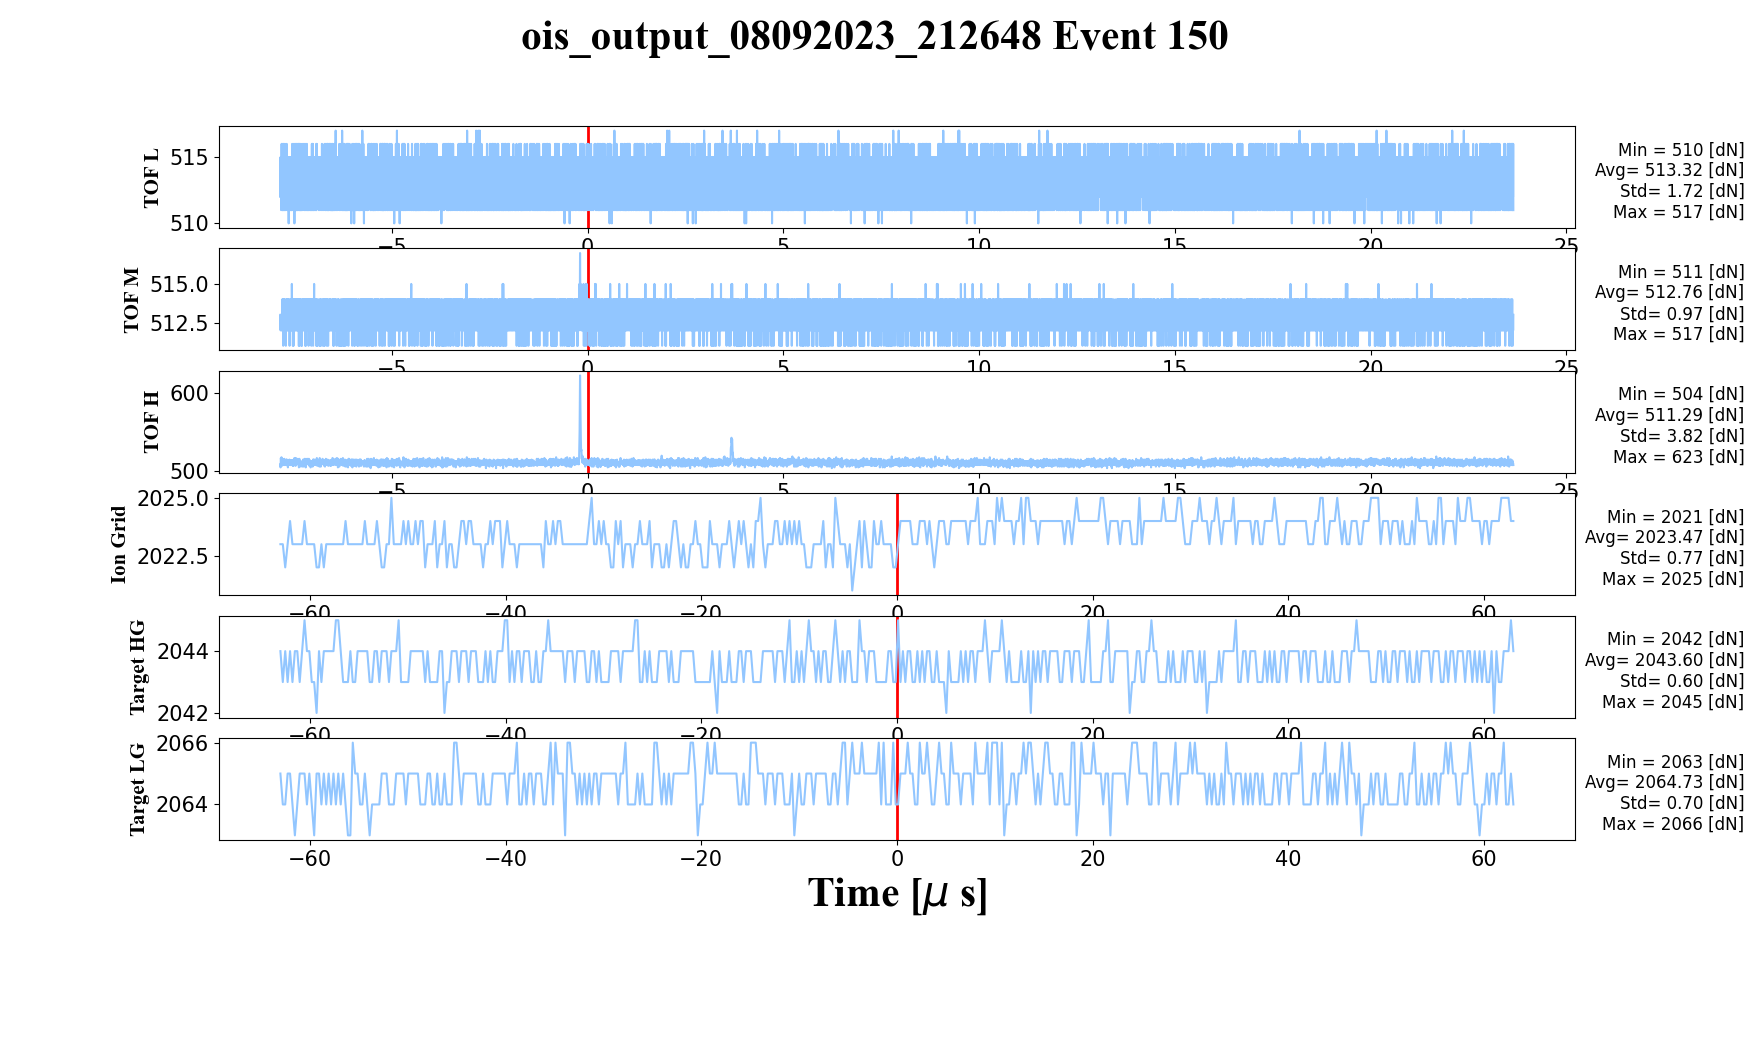 ois_output_08092023_212648 Event 150
TOF L
515
510
−5
0
5
10
15
20
25
Min = 510 [dN]
Avg= 513.32 [dN]
Std= 1.72 [dN]
Max = 517 [dN]
TOF M
515.0
512.5
−5
0
5
10
15
20
25
Min = 511 [dN]
Avg= 512.76 [dN]
Std= 0.97 [dN]
Max = 517 [dN]
TOF H
600
500
−5
0
5
10
15
20
25
Min = 504 [dN]
Avg= 511.29 [dN]
Std= 3.82 [dN]
Max = 623 [dN]
Ion Grid
2025.0
2022.5
−60
−40
−20
0
20
40
60
Min = 2021 [dN]
Avg= 2023.47 [dN]
Std= 0.77 [dN]
Max = 2025 [dN]
Target HG
2044
2042
−60
−40
−20
0
20
40
60
Min = 2042 [dN]
Avg= 2043.60 [dN]
Std= 0.60 [dN]
Max = 2045 [dN]
Target LG
2066
2064
−60
−40
−20
0
20
40
60
Min = 2063 [dN]
Avg= 2064.73 [dN]
Std= 0.70 [dN]
Max = 2066 [dN]
Time [μ s]